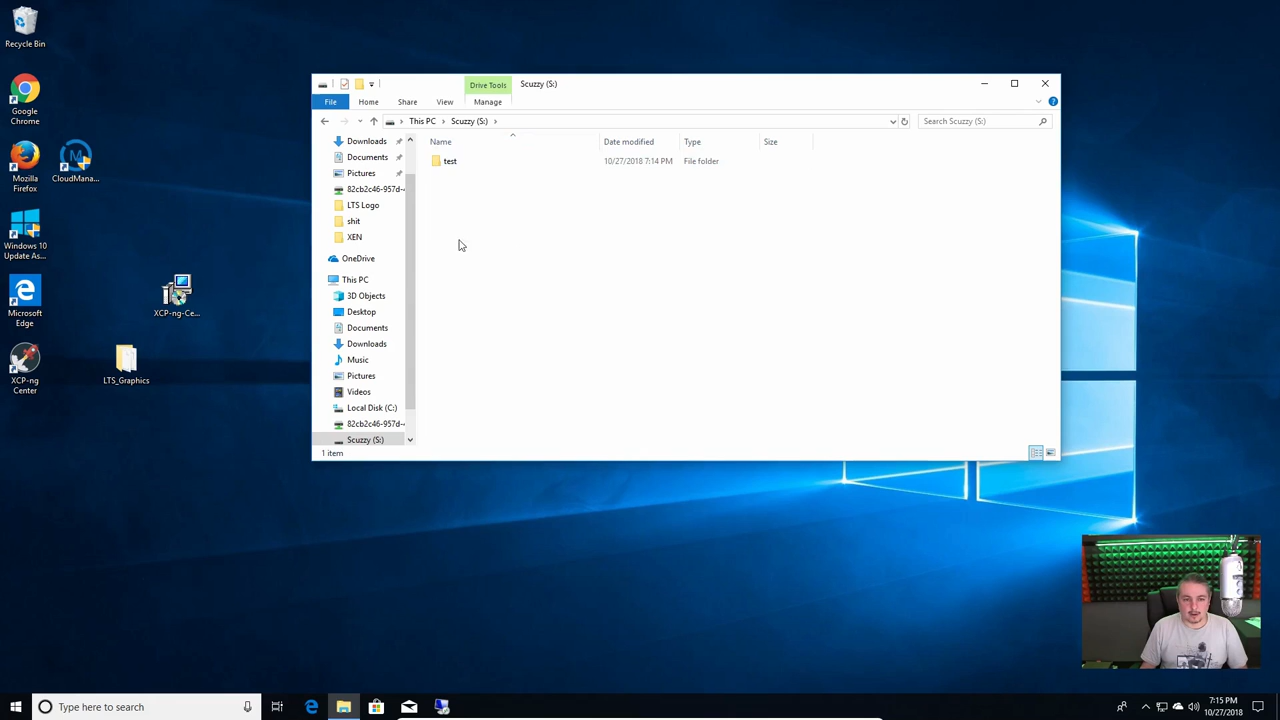 Recycle Bin
Google
Chrome
Mozilla
Firefox
CloudMana...
Windows 10
Update As...
Microsoft
Edge
XCP-ng-Ce...
XCP-ng
Center
LTS_Graphics
Drive Tools
Scuzzy (S:)
File
Home
Share
View
Manage
This PC
Scuzzy (S:)
Search Scuzzy (S:)
Name
Date modified
Type
Size
test
10/27/2018 7:14 PM
File folder
Downloads
Documents
Pictures
82cb2c46-957d-
LTS Logo
shit
XEN
OneDrive
This PC
3D Objects
Desktop
Documents
Downloads
Music
Pictures
Videos
Local Disk (C:)
82cb2c46-957d-
Scuzzy (S:)
1 item
Type here to search
7:15 PM
10/27/2018